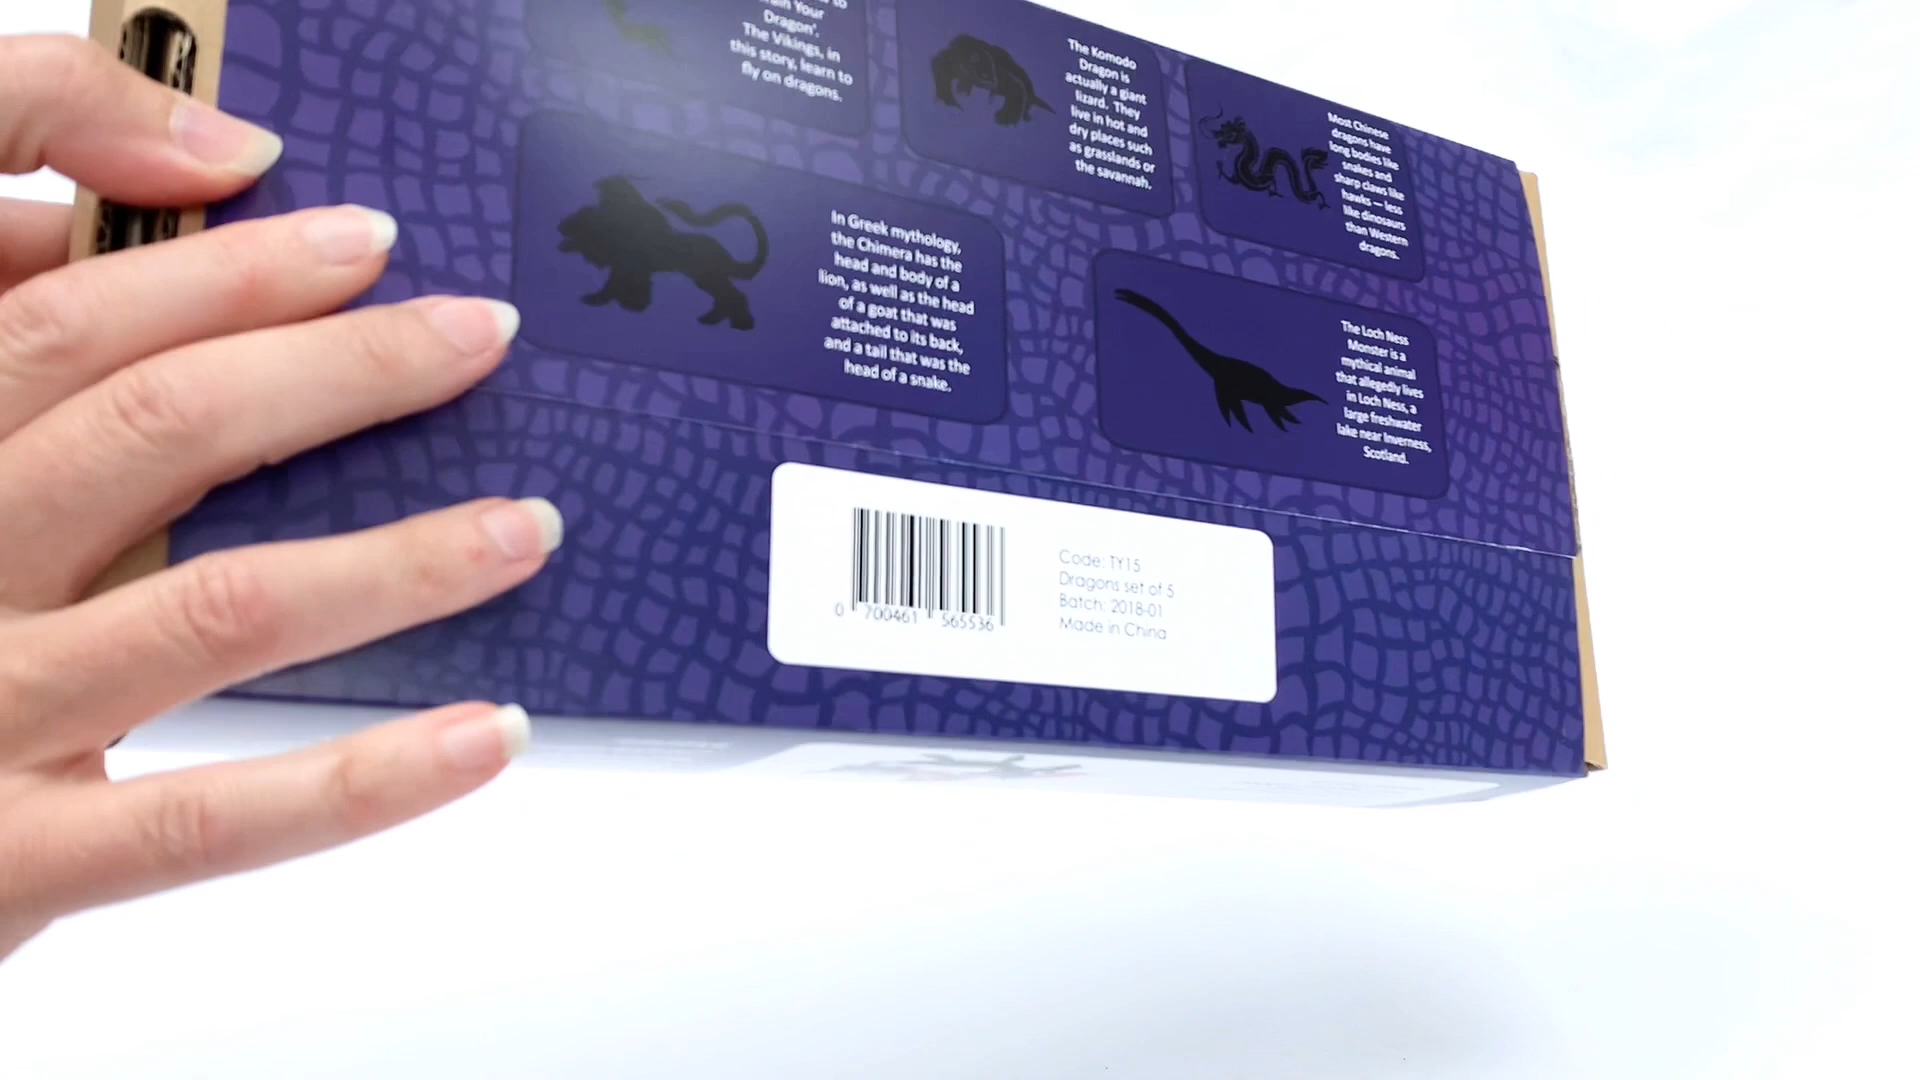 to
Train Your
Dragon'.
The Vikings, in
this story, learn to
fly on dragons.
The Komodo
Dragon is
actually a giant
lizard. They
live in hot and
dry places such
as grasslands or
the savannah.
Most Chinese
dragons have
long bodies like
snakes and
sharp claws like
hawks — less
like dinosaurs
than Western
dragons.
In Greek mythology,
the Chimera has the
head and body of a
lion, as well as the head
of a goat that was
attached to its back,
and a tail that was the
head of a snake.
The Loch Ness
Monster is a
mythical animal
that allegedly lives
in Loch Ness, a
large freshwater
lake near Inverness,
Scotland.
0 700461 565536
Code: TY15
Dragons set of 5
Batch: 2018-01
Made in China